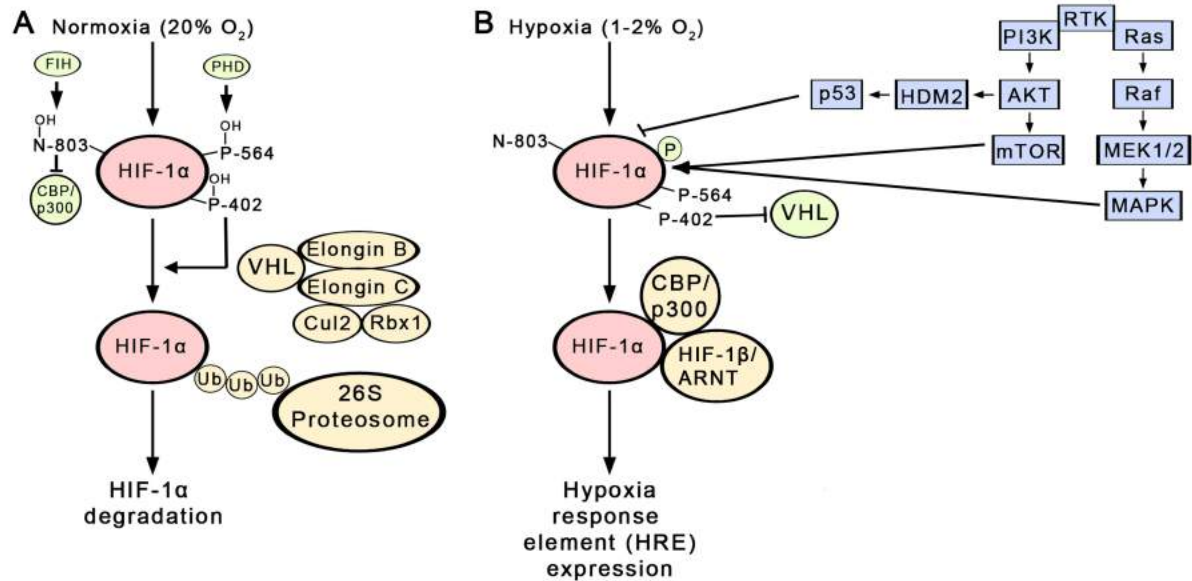 A
Normoxia (20% O2)
FIH
PHD
OH
OH
N-803
P-564
HIF-1α
OH
P-402
CBP/
p300
VHL
Elongin B
Elongin C
Cul2
Rbx1
HIF-1α
Ub
Ub
Ub
26S
Proteosome
HIF-1α
degradation
B
Hypoxia (1-2% O2)
RTK
PI3K
Ras
p53
HDM2
AKT
Raf
N-803
P
mTOR
MEK1/2
HIF-1α
P-564
P-402
VHL
MAPK
CBP/
p300
HIF-1α
HIF-1β/
ARNT
Hypoxia
response
element (HRE)
expression